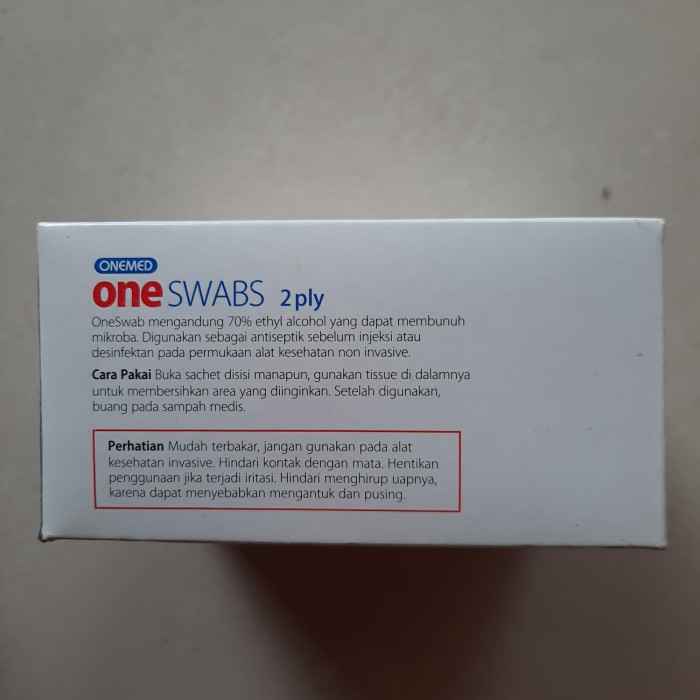 ONEMED
one SWABS 2 ply
OneSwab mengandung 70% ethyl alcohol yang dapat membunuh
mikroba. Digunakan sebagai antiseptik sebelum injeksi atau
desinfektan pada permukaan alat kesehatan non invasive.
Cara Pakai Buka sachet disisi manapun, gunakan tissue di dalamnya
untuk membersihkan area yang diinginkan. Setelah digunakan,
buang pada sampah medis.
Perhatian Mudah terbakar, jangan gunakan pada alat
kesehatan invasive. Hindari kontak dengan mata. Hentikan
penggunaan jika terjadi iritasi. Hindari menghirup uapnya,
karena dapat menyebabkan mengantuk dan pusing.